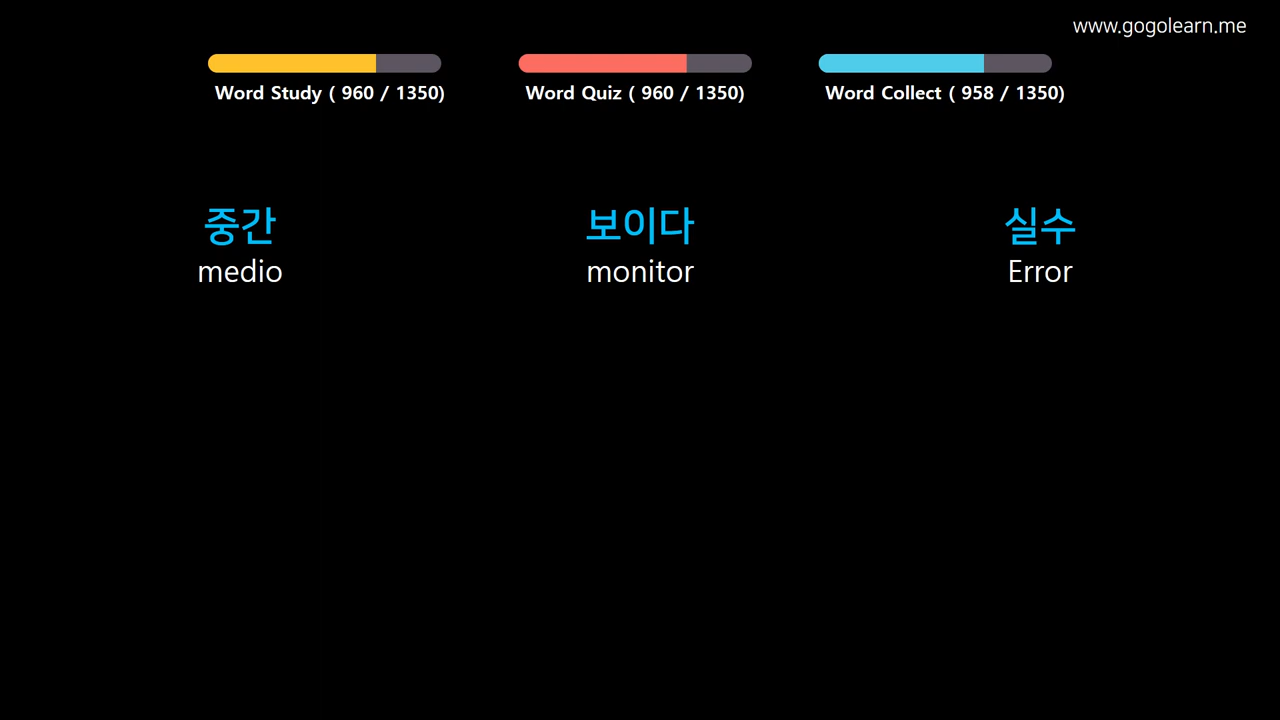 www.gogolearn.me
Word Study ( 960 / 1350)
Word Quiz ( 960 / 1350)
Word Collect ( 958 / 1350)
중간
medio
보이다
monitor
실수
Error